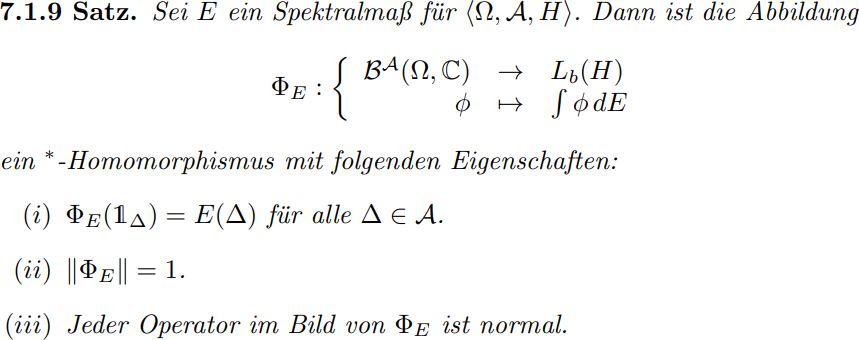 7.1.9 Satz. Sei E ein Spektralmaß für ⟨Ω, 𝒜, H⟩. Dann ist die Abbildung
Φ_E : { ℬ^𝒜(Ω, ℂ) → L_b(H)
ϕ ↦ ∫ ϕ dE
ein *-Homomorphismus mit folgenden Eigenschaften:
(i) Φ_E(𝟙_Δ) = E(Δ) für alle Δ ∈ 𝒜.
(ii) ‖Φ_E‖ = 1.
(iii) Jeder Operator im Bild von Φ_E ist normal.